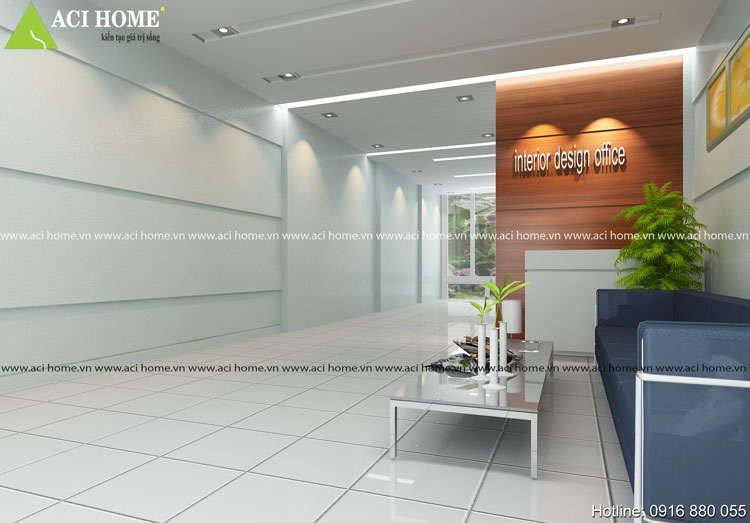 ACI HOME®
kiến tạo giá trị sống
interior design office
www.aci home.vn www.aci home.vn www.aci home.vn www.aci home.vn www.aci home.vn www.aci home.vn www.aci home.vn www.aci home.vn
www.aci home.vn www.aci home.vn www.aci home.vn www.aci home.vn www.aci home.vn www.aci home.vn www.aci home.vn www.aci home.vn
Hotline: 0916 880 055